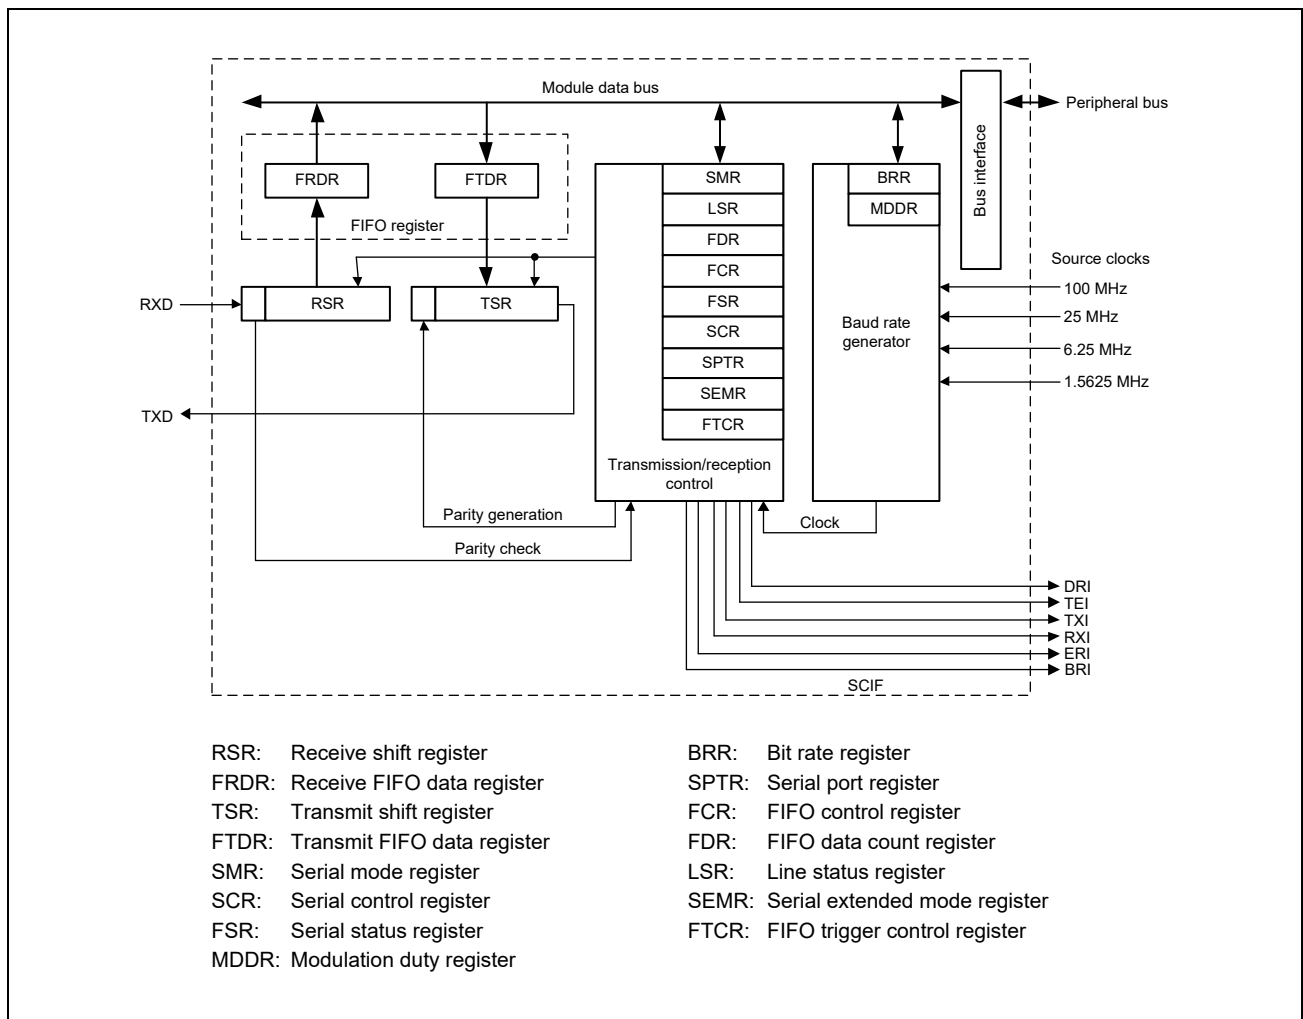 Module data bus
Peripheral bus
Bus interface
FRDR
FTDR
FIFO register
SMR
LSR
FDR
FCR
FSR
SCR
SPTR
SEMR
FTCR
Transmission/reception
control
BRR
MDDR
Baud rate
generator
Source clocks
100 MHz
25 MHz
6.25 MHz
1.5625 MHz
RXD
RSR
TSR
TXD
Parity generation
Parity check
Clock
DRI
TEI
TXI
RXI
ERI
BRI
SCIF
RSR: Receive shift register
FRDR: Receive FIFO data register
TSR: Transmit shift register
FTDR: Transmit FIFO data register
SMR: Serial mode register
SCR: Serial control register
FSR: Serial status register
MDDR: Modulation duty register
BRR: Bit rate register
SPTR: Serial port register
FCR: FIFO control register
FDR: FIFO data count register
LSR: Line status register
SEMR: Serial extended mode register
FTCR: FIFO trigger control register